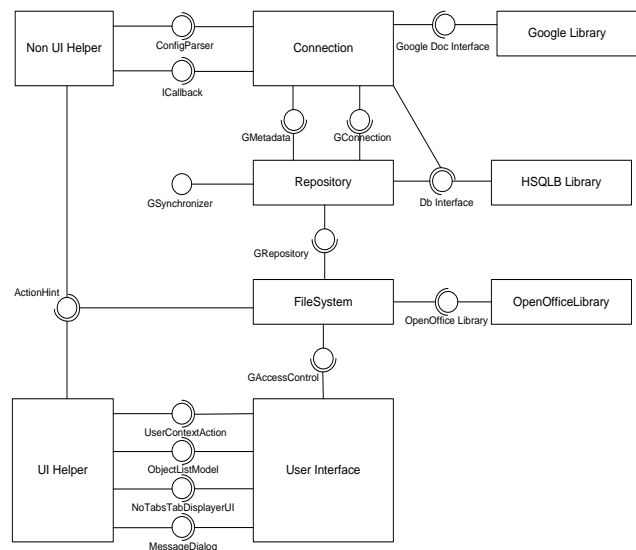 Non UI Helper
ConfigParser
Connection
Google Doc Interface
Google Library
ICallback
GMetadata
GConnection
GSynchronizer
Repository
Db Interface
HSQLB Library
GRepository
ActionHint
FileSystem
OpenOffice Library
OpenOfficeLibrary
GAccessControl
UI Helper
UserContextAction
ObjectListModel
NoTabsTabDisplayerUI
MessageDialog
User Interface